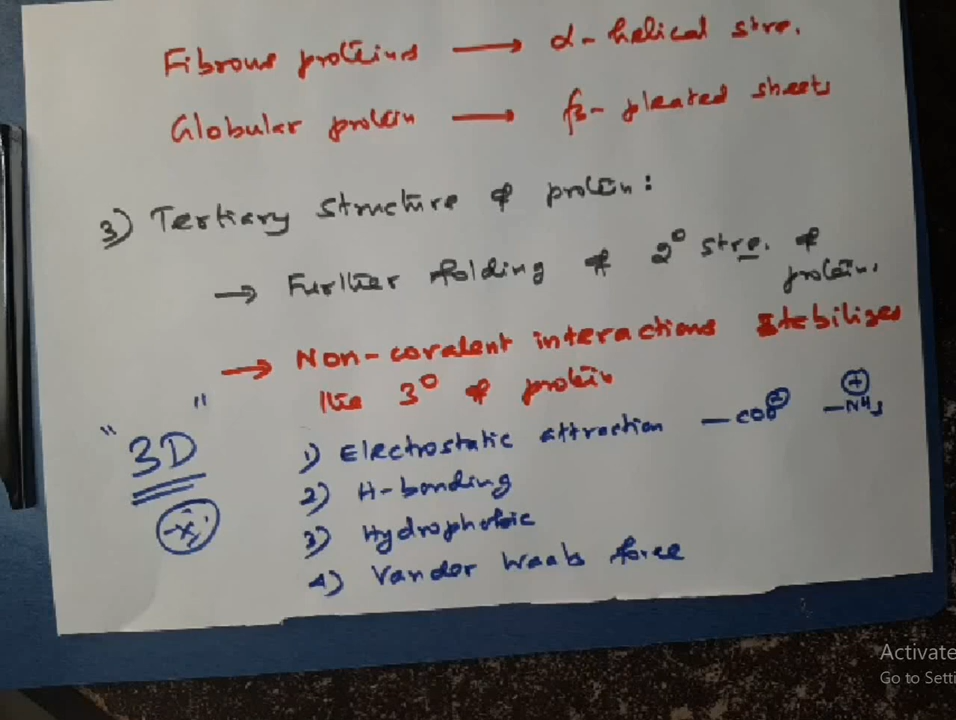 Fibrous proteins → α-helical stre.
Globular protein → β-pleated sheets
3) Tertiary structure of protein:
→ Further folding of 2° stre. of
protein.
→ Non-covalent interactions stebilizes
the 3° of protein
1) Electrostatic attraction -COO⊖ -NH3⊕
2) H-bonding
3) Hydrophobic
4) Vander Waals force
"3D"
Activate
Go to Setti